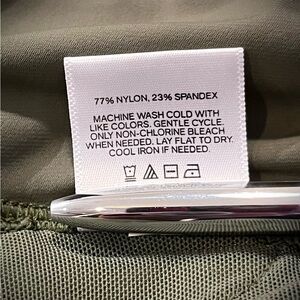 77% NYLON, 23% SPANDEX
MACHINE WASH COLD WITH
LIKE COLORS. GENTLE CYCLE.
ONLY NON-CHLORINE BLEACH
WHEN NEEDED. LAY FLAT TO DRY.
COOL IRON IF NEEDED.